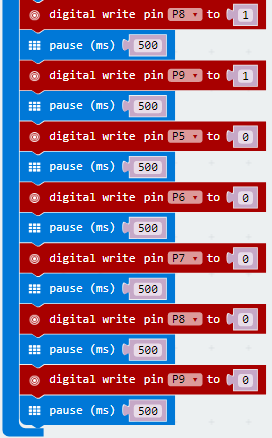 digital write pin P8 to 1
pause (ms) 500
digital write pin P9 to 1
pause (ms) 500
digital write pin P5 to 0
pause (ms) 500
digital write pin P6 to 0
pause (ms) 500
digital write pin P7 to 0
pause (ms) 500
digital write pin P8 to 0
pause (ms) 500
digital write pin P9 to 0
pause (ms) 500